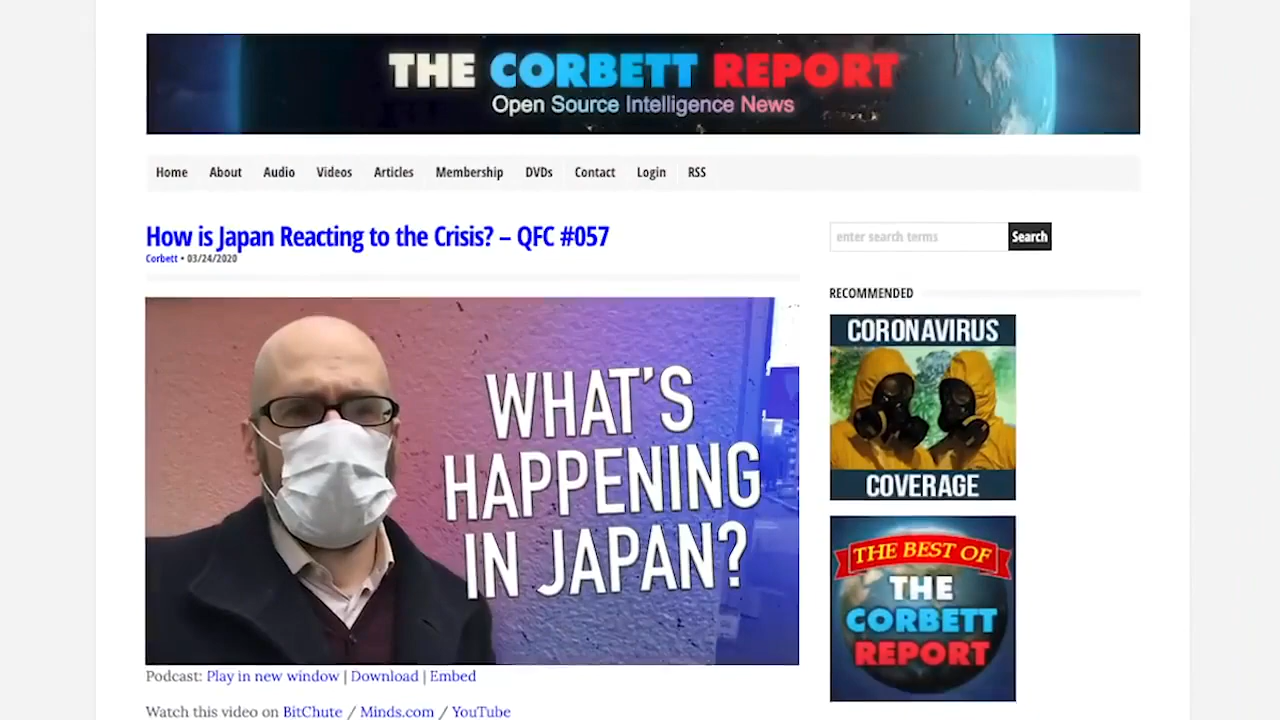 THE CORBETT REPORT
Open Source Intelligence News
Home About Audio Videos Articles Membership DVDs Contact Login RSS
How is Japan Reacting to the Crisis? – QFC #057
Corbett • 03/24/2020
WHAT'S
HAPPENING
IN JAPAN?
Podcast: Play in new window | Download | Embed
Watch this video on BitChute / Minds.com / YouTube
enter search terms
Search
RECOMMENDED
CORONAVIRUS
COVERAGE
THE BEST OF
THE
CORBETT
REPORT